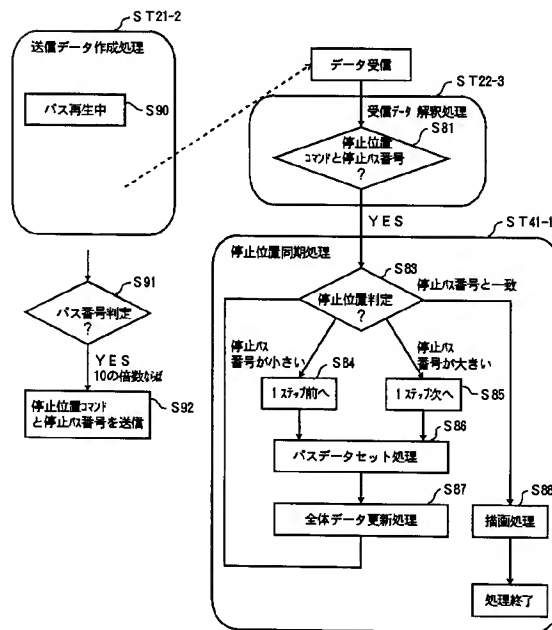 ST21-2
送信データ作成処理
パス再生中
S90
S91
パス番号判定
?
YES
10の倍数ならば
S92
停止位置コマンド
と停止パス番号を送信
データ受信
ST22-3
受信データ 解釈処理
S81
停止位置
コマンドと停止パス番号
?
YES
ST41-1
停止位置同期処理
S83
停止パス番号と一致
停止位置判定
?
停止パス
番号が小さい
停止パス
番号が大きい
S84
1ステップ前へ
1ステップ次へ
S85
S86
パスデータセット処理
S87
全体データ更新処理
S88
描画処理
処理終了